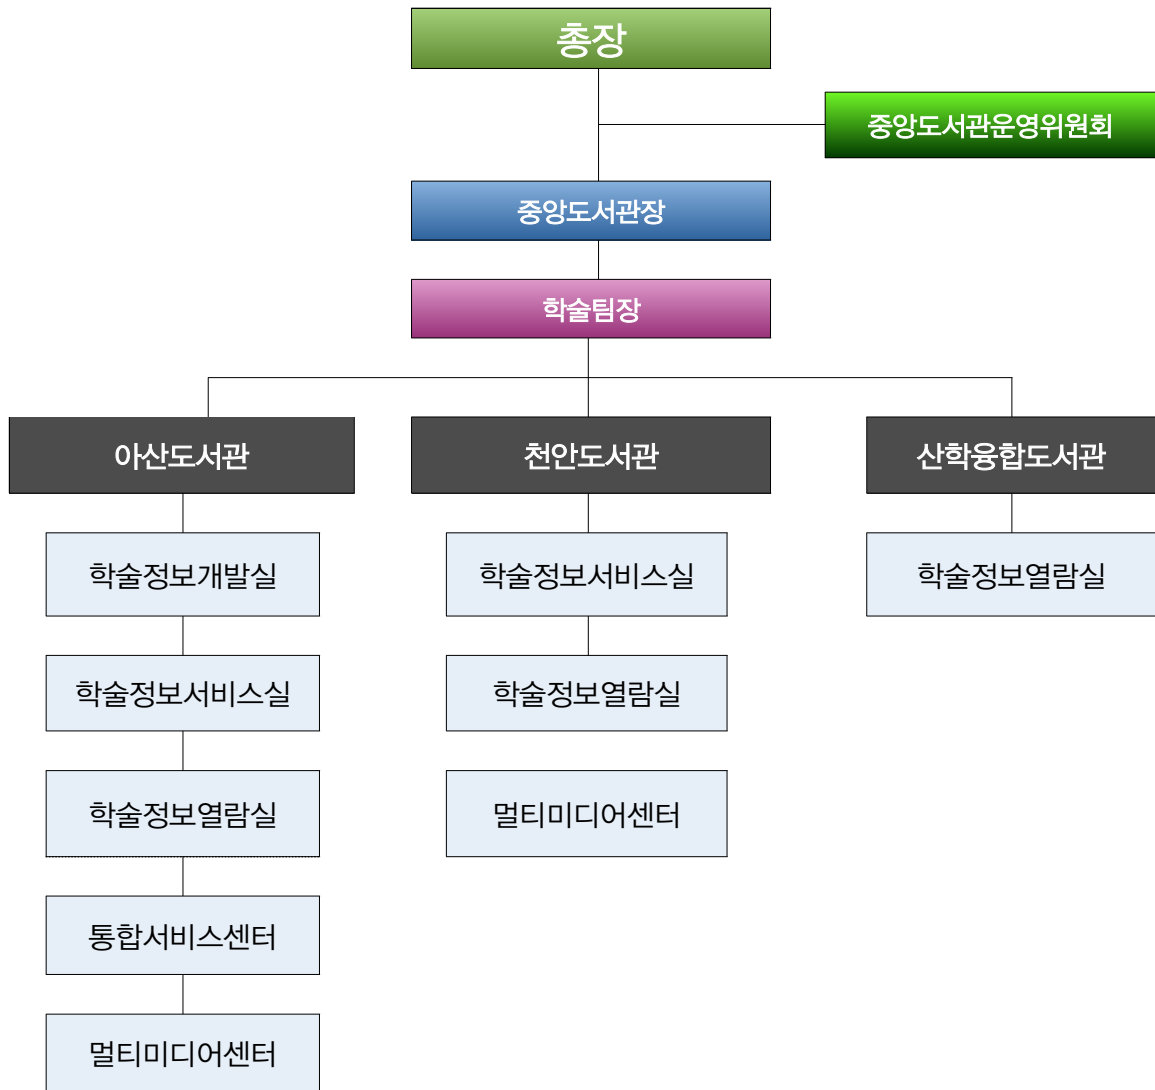 총장
중앙도서관운영위원회
중앙도서관장
학술팀장
아산도서관
천안도서관
산학융합도서관
학술정보개발실
학술정보서비스실
학술정보열람실
학술정보서비스실
학술정보열람실
학술정보열람실
멀티미디어센터
통합서비스센터
멀티미디어센터